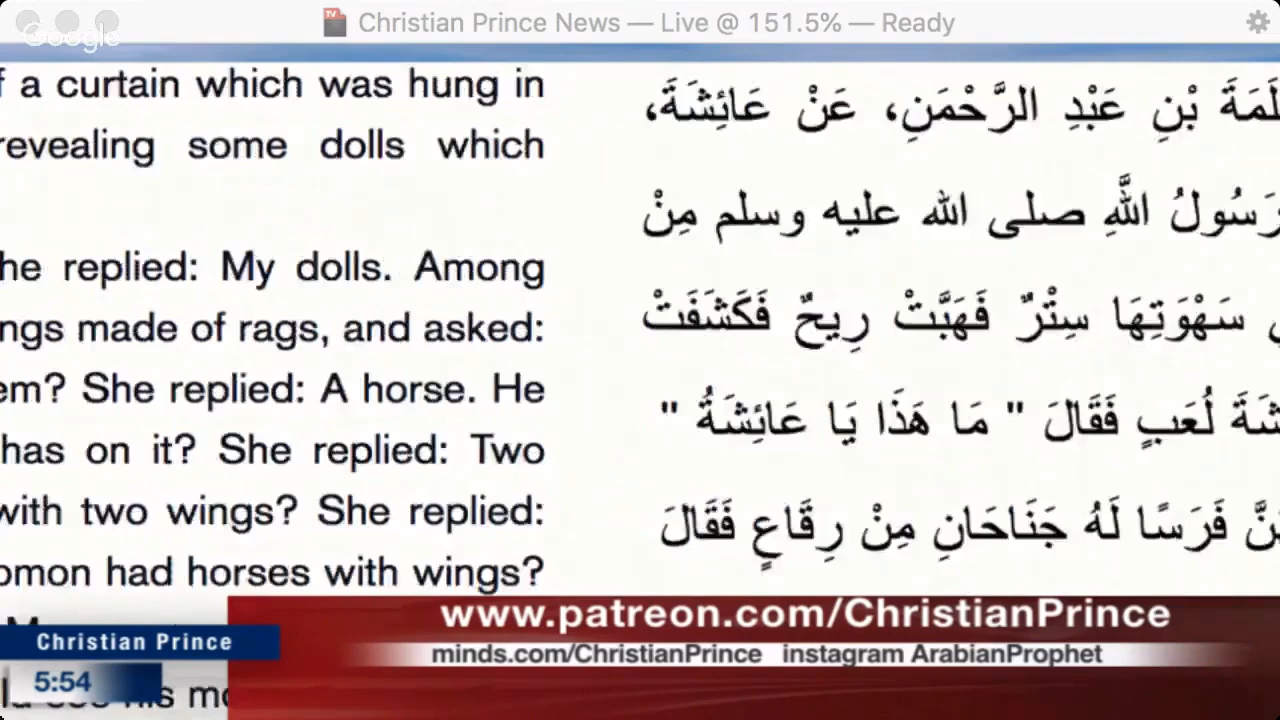 Christian Prince News — Live @ 151.5% — Ready
Google
f a curtain which was hung in
revealing some dolls which
he replied: My dolls. Among
ngs made of rags, and asked:
em? She replied: A horse. He
has on it? She replied: Two
with two wings? She replied:
omon had horses with wings?
لَمَةَ بْنِ عَبْدِ الرَّحْمَنِ، عَنْ عَائِشَةَ،
رَسُولُ اللَّهِ صلى الله عليه وسلم مِنْ
سَهْوَتِهَا سِتْرٌ فَهَبَّتْ رِيحٌ فَكَشَفَتْ
شَةَ لُعَبٍ فَقَالَ " مَا هَذَا يَا عَائِشَةُ "
نَّ فَرَسًا لَهُ جَنَاحَانِ مِنْ رِقَاعٍ فَقَالَ
www.patreon.com/ChristianPrince
Christian Prince
minds.com/ChristianPrince instagram ArabianProphet
5:54